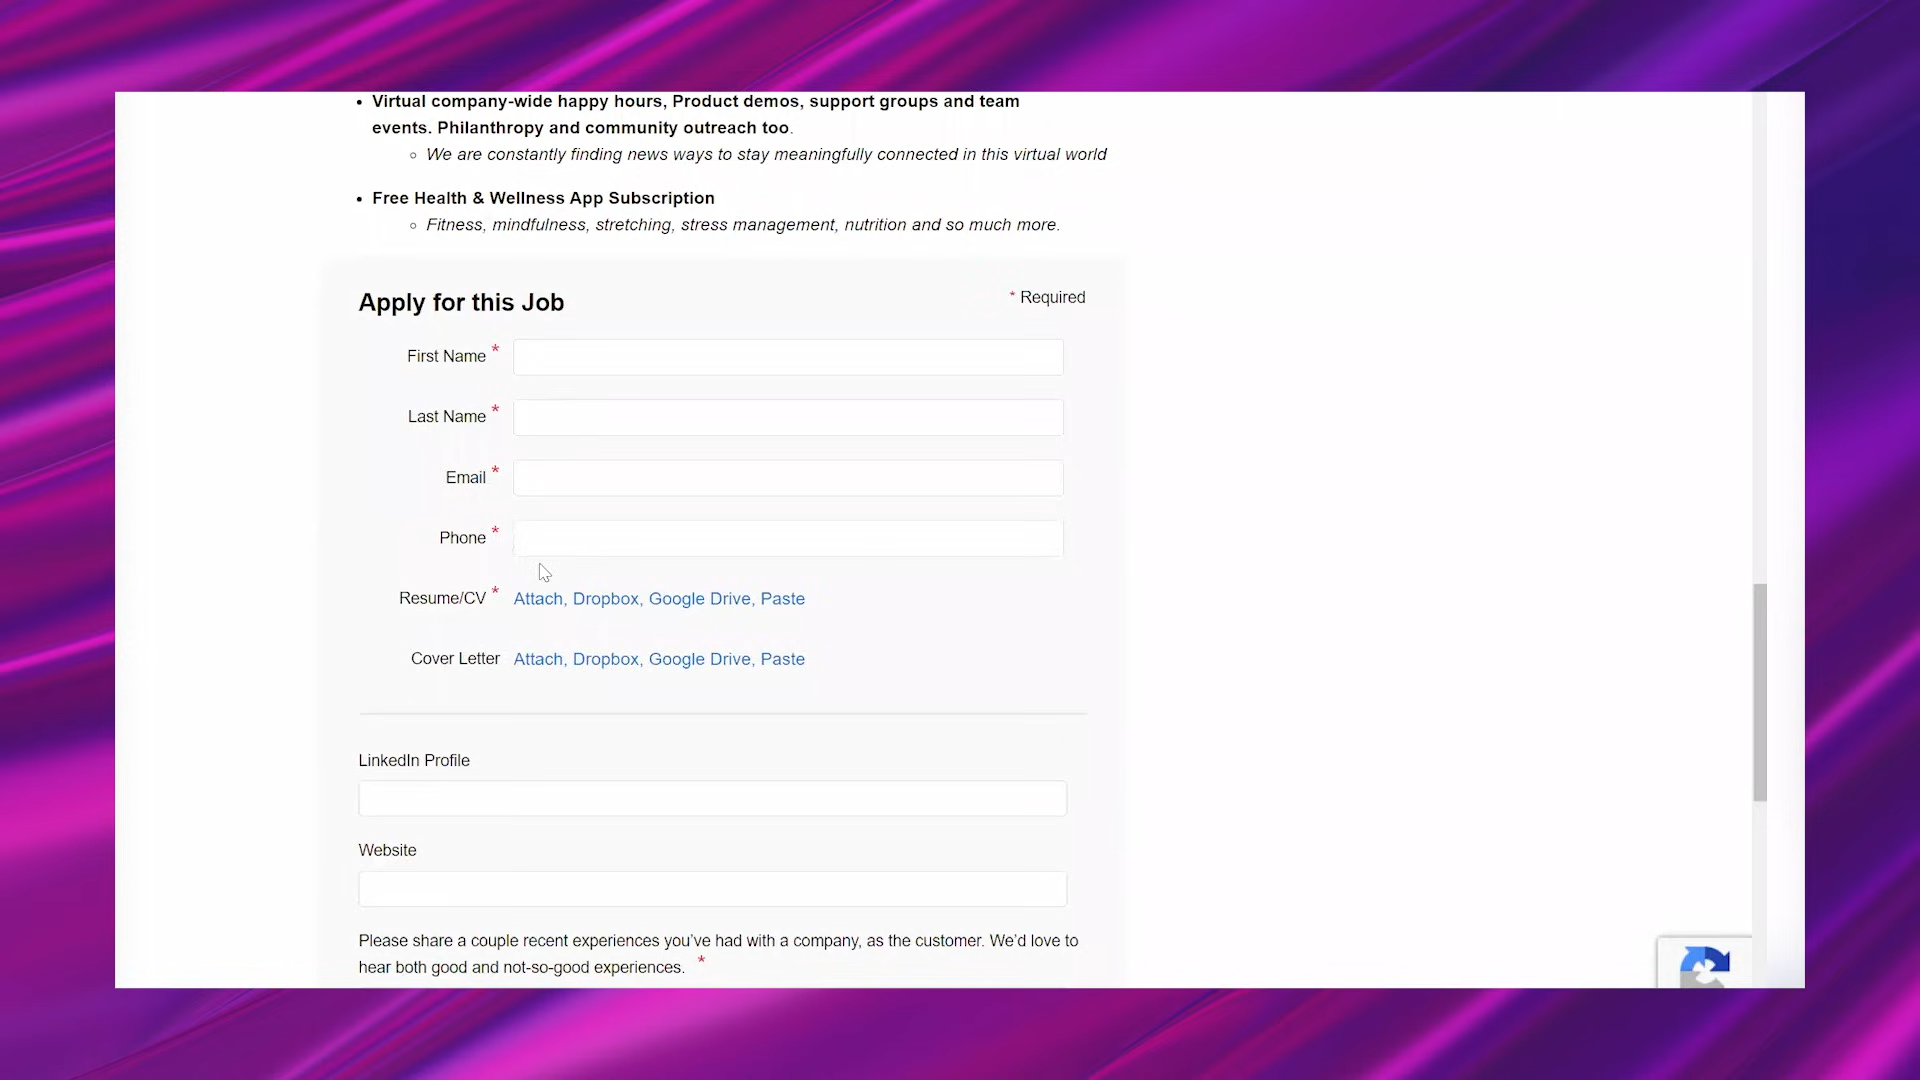 • Virtual company-wide happy hours, Product demos, support groups and team
events. Philanthropy and community outreach too.
○ We are constantly finding news ways to stay meaningfully connected in this virtual world
• Free Health & Wellness App Subscription
○ Fitness, mindfulness, stretching, stress management, nutrition and so much more.
Apply for this Job
* Required
First Name *
Last Name *
Email *
Phone *
Resume/CV * Attach, Dropbox, Google Drive, Paste
Cover Letter Attach, Dropbox, Google Drive, Paste
LinkedIn Profile
Website
Please share a couple recent experiences you’ve had with a company, as the customer. We’d love to
hear both good and not-so-good experiences. *